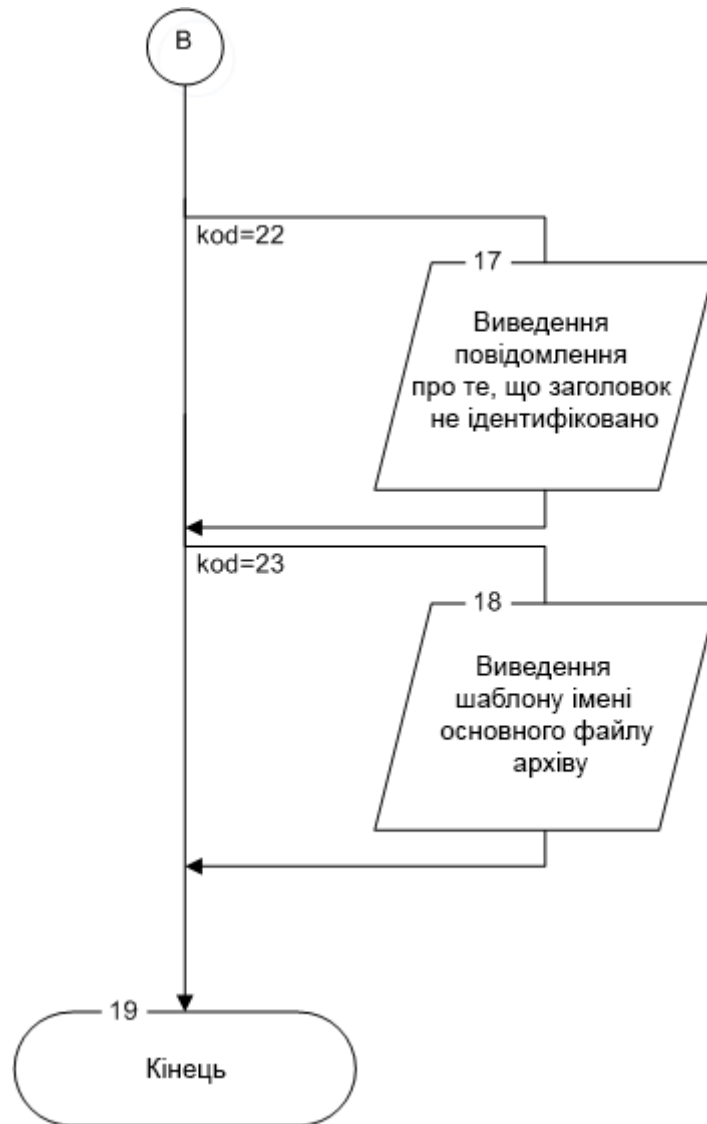 В
kod=22
17
Виведення
повідомлення
про те, що заголовок
не ідентифіковано
kod=23
18
Виведення
шаблону імені
основного файлу
архіву
19
Кінець